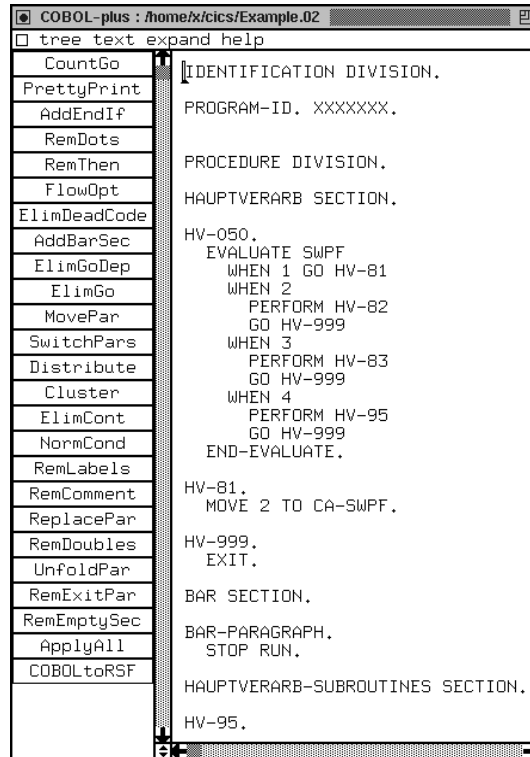 COBOL-plus : /home/x/cics/Example.02
tree text expand help
CountGo
PrettyPrint
AddEndIf
RemDots
RemThen
FlowOpt
ElimDeadCode
AddBarSec
ElimGoDep
ElimGo
MovePar
SwitchPars
Distribute
Cluster
ElimCont
NormCond
RemLabels
RemComment
ReplacePar
RemDoubles
UnfoldPar
RemExitPar
RemEmptySec
ApplyAll
COBOLtoRSF
IDENTIFICATION DIVISION.
PROGRAM-ID. XXXXXXX.
PROCEDURE DIVISION.
HAUPTVERARB SECTION.
HV-050.
EVALUATE SWPF
WHEN 1 GO HV-81
WHEN 2
PERFORM HV-82
GO HV-999
WHEN 3
PERFORM HV-83
GO HV-999
WHEN 4
PERFORM HV-95
GO HV-999
END-EVALUATE.
HV-81.
MOVE 2 TO CA-SWPF.
HV-999.
EXIT.
BAR SECTION.
BAR-PARAGRAPH.
STOP RUN.
HAUPTVERARB-SUBROUTINES SECTION.
HV-95.